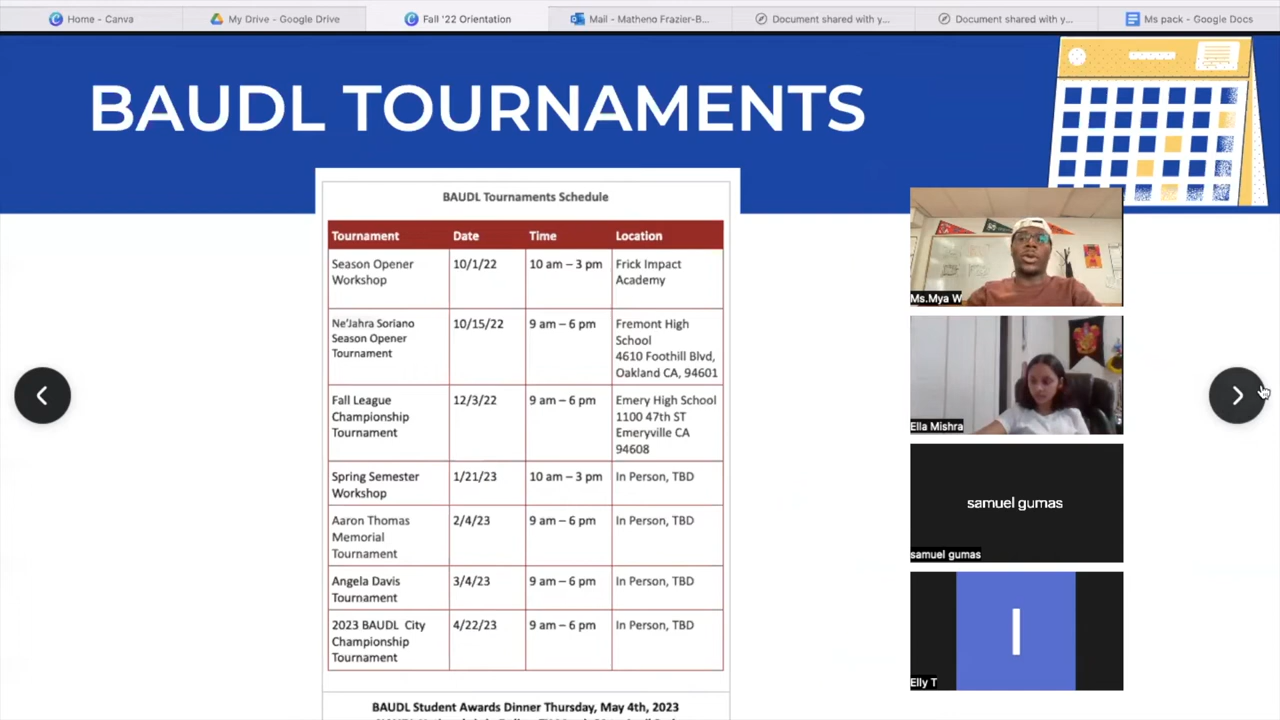 Home - Canva
My Drive - Google Drive
Fall '22 Orientation
Mail - Matheno Frazier-B...
Document shared with y...
Document shared with y...
Ms pack - Google Docs
BAUDL TOURNAMENTS
BAUDL Tournaments Schedule
Tournament Date Time Location
Season Opener Workshop 10/1/22 10 am – 3 pm Frick Impact Academy
Ne'Jahra Soriano Season Opener Tournament 10/15/22 9 am – 6 pm Fremont High School 4610 Foothill Blvd, Oakland CA, 94601
Fall League Championship Tournament 12/3/22 9 am – 6 pm Emery High School 1100 47th ST Emeryville CA 94608
Spring Semester Workshop 1/21/23 10 am – 3 pm In Person, TBD
Aaron Thomas Memorial Tournament 2/4/23 9 am – 6 pm In Person, TBD
Angela Davis Tournament 3/4/23 9 am – 6 pm In Person, TBD
2023 BAUDL City Championship Tournament 4/22/23 9 am – 6 pm In Person, TBD
BAUDL Student Awards Dinner Thursday, May 4th, 2023
Ms.Mya W
Ella Mishra
samuel gumas
samuel gumas
I
Elly T